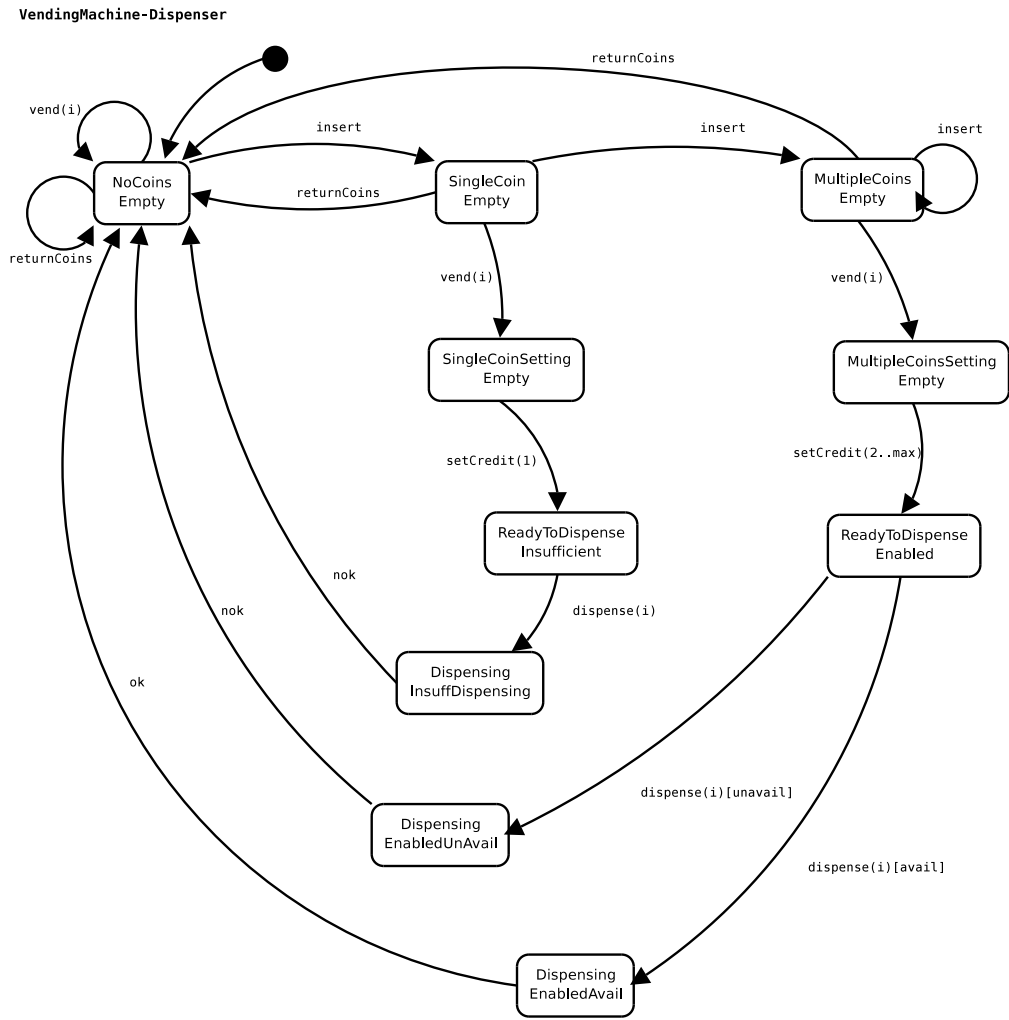 VendingMachine-Dispenser
returnCoins
vend(i)
insert
insert
insert
NoCoins
Empty
SingleCoin
Empty
MultipleCoins
Empty
returnCoins
returnCoins
vend(i)
vend(i)
SingleCoinSetting
Empty
MultipleCoinsSetting
Empty
setCredit(1)
setCredit(2..max)
ReadyToDispense
Insufficient
ReadyToDispense
Enabled
nok
dispense(i)
nok
Dispensing
InsuffDispensing
ok
dispense(i)[unavail]
Dispensing
EnabledUnAvail
dispense(i)[avail]
Dispensing
EnabledAvail